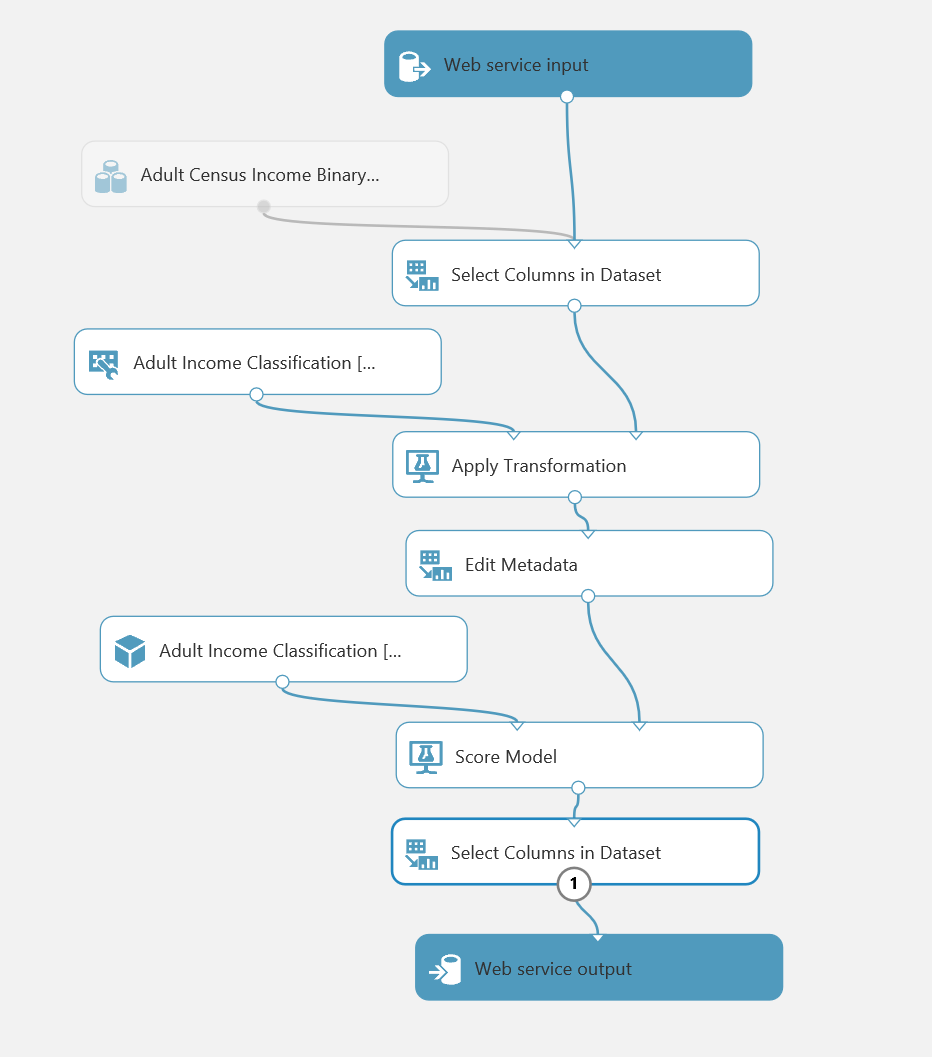 Web service input
Adult Census Income Binary...
Select Columns in Dataset
Adult Income Classification [...
Apply Transformation
Edit Metadata
Adult Income Classification [...
Score Model
Select Columns in Dataset
1
Web service output